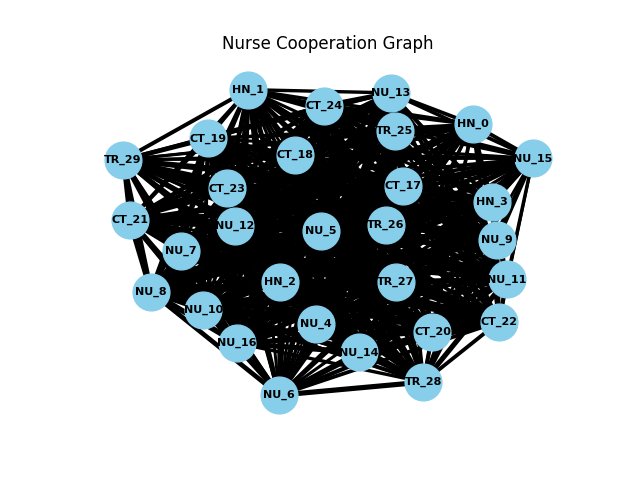 Nurse Cooperation Graph
HN_1
NU_13
CT_24
HN_0
TR_25
CT_19
CT_18
NU_15
TR_29
CT_17
CT_23
HN_3
CT_21
NU_12
TR_26
NU_5
NU_9
NU_7
NU_11
HN_2
TR_27
NU_8
NU_10
CT_22
NU_4
CT_20
NU_16
NU_14
TR_28
NU_6